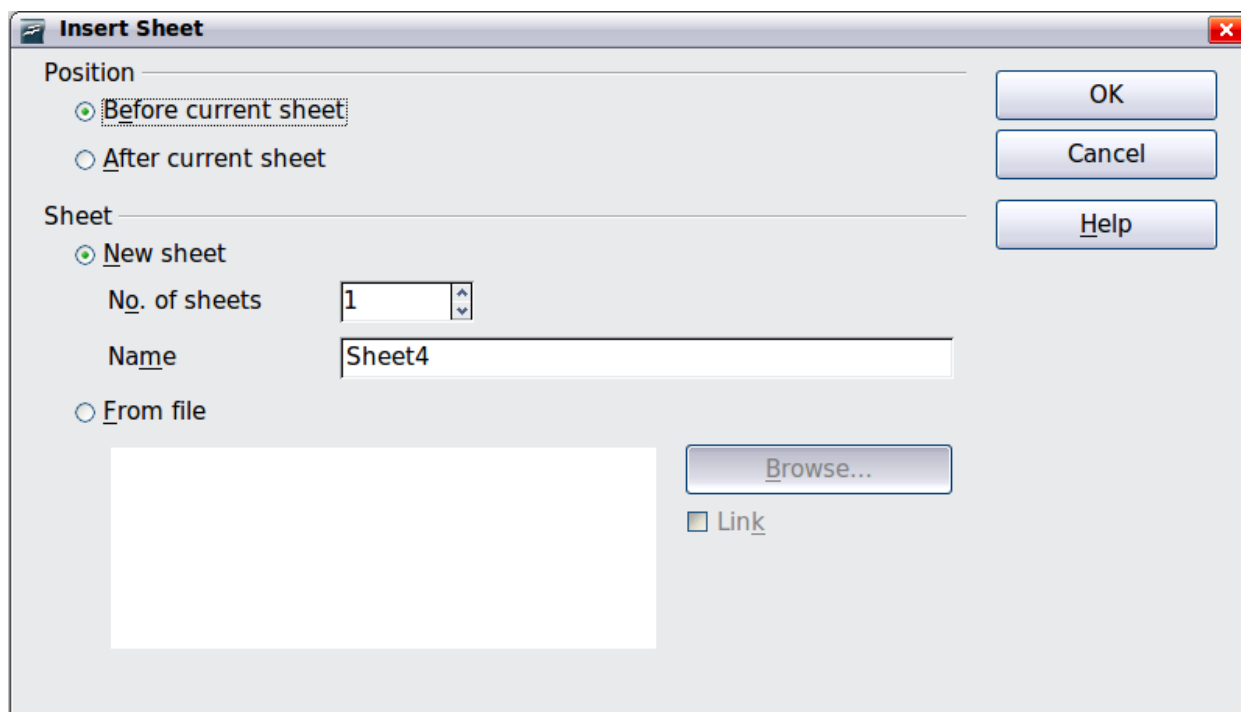 Insert Sheet
Position
Before current sheet
After current sheet
OK
Cancel
Help
Sheet
New sheet
No. of sheets 1
Name Sheet4
From file
Browse...
Link